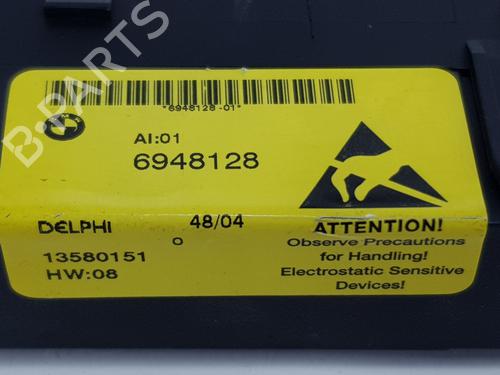 *6948128-01*
AI:01
6948128
DELPHI
48/04
O
13580151
HW:08
ATTENTION!
Observe Precautions
for Handling!
Electrostatic Sensitive
Devices!
B-PARTS